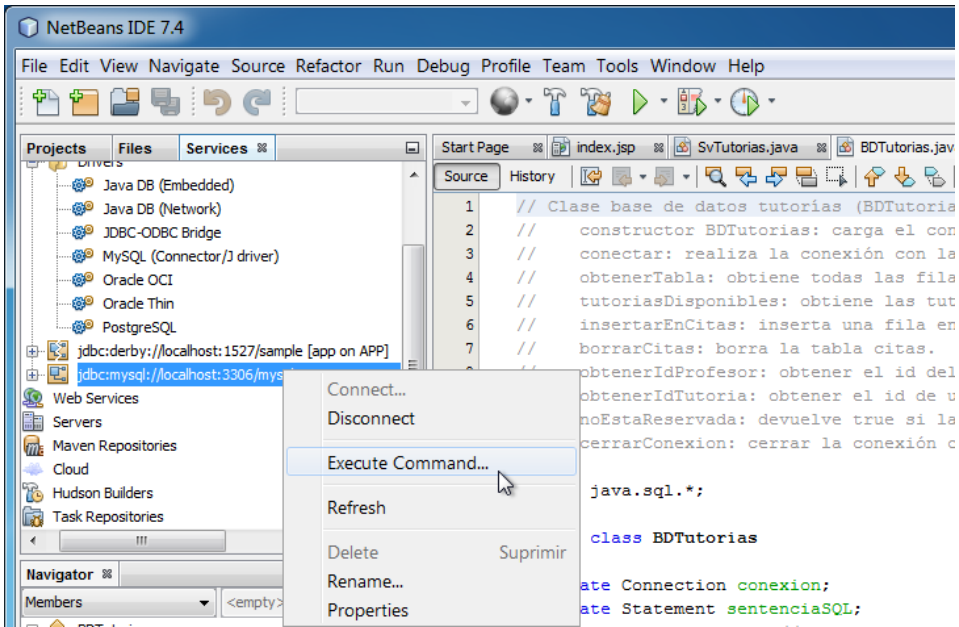 NetBeans IDE 7.4
File Edit View Navigate Source Refactor Run Debug Profile Team Tools Window Help
Projects Files Services
Drivers
Java DB (Embedded)
Java DB (Network)
JDBC-ODBC Bridge
MySQL (Connector/J driver)
Oracle OCI
Oracle Thin
PostgreSQL
jdbc:derby://localhost:1527/sample [app on APP]
jdbc:mysql://localhost:3306/mys
Web Services
Servers
Maven Repositories
Cloud
Hudson Builders
Task Repositories
Navigator
Members <empty>
Connect...
Disconnect
Execute Command...
Refresh
Delete Suprimir
Rename...
Properties
Start Page index.jsp SvTutorias.java BDTutorias.jav
Source History
1 // Clase base de datos tutorías (BDTutoria
2 // constructor BDTutorias: carga el con
3 // conectar: realiza la conexión con la
4 // obtenerTabla: obtiene todas las fila
5 // tutoriasDisponibles: obtiene las tut
6 // insertarEnCitas: inserta una fila en
7 // borrarCitas: borra la tabla citas.
obtenerIdProfesor: obtener el id del
obtenerIdTutoria: obtener el id de u
noEstaReservada: devuelve true si la
cerrarConexion: cerrar la conexión c
java.sql.*;
class BDTutorias
ate Connection conexion;
ate Statement sentenciaSQL;